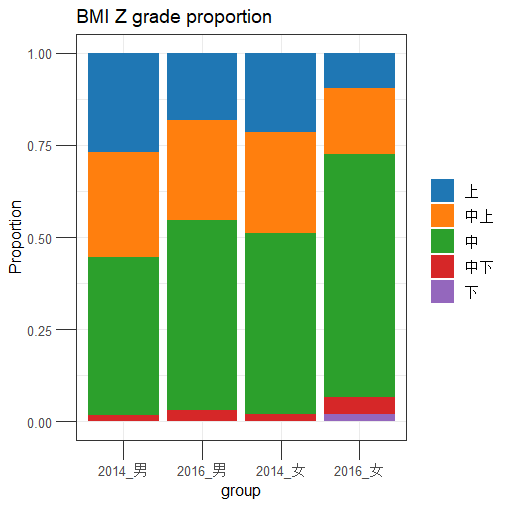 BMI Z grade proportion
Proportion
1.00
0.75
0.50
0.25
0.00
2014_男 2016_男 2014_女 2016_女
group
上
中上
中
中下
下